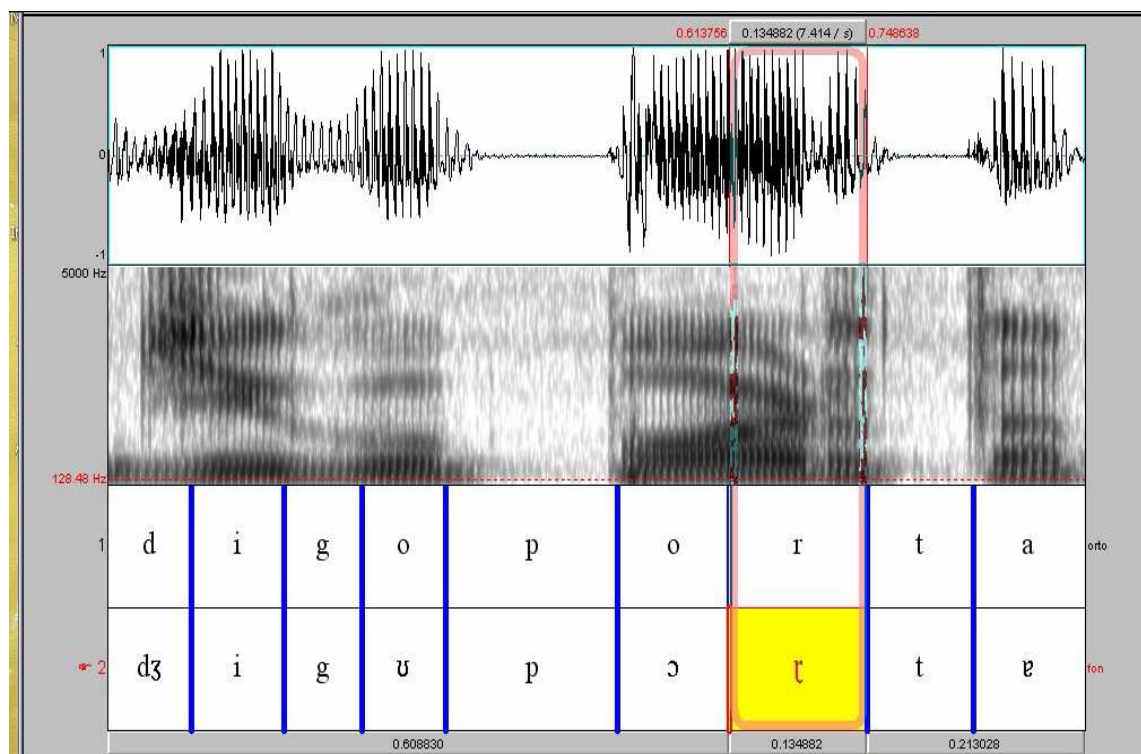 0.613756 0.134882 (7.414 / s) 0.748638
1
0
-1
5000 Hz
128.48 Hz
1 d i g o p o r t a orto
2 dʒ i g ʊ p ɔ ɽ t ɐ fon
0.608830 0.134882 0.213028